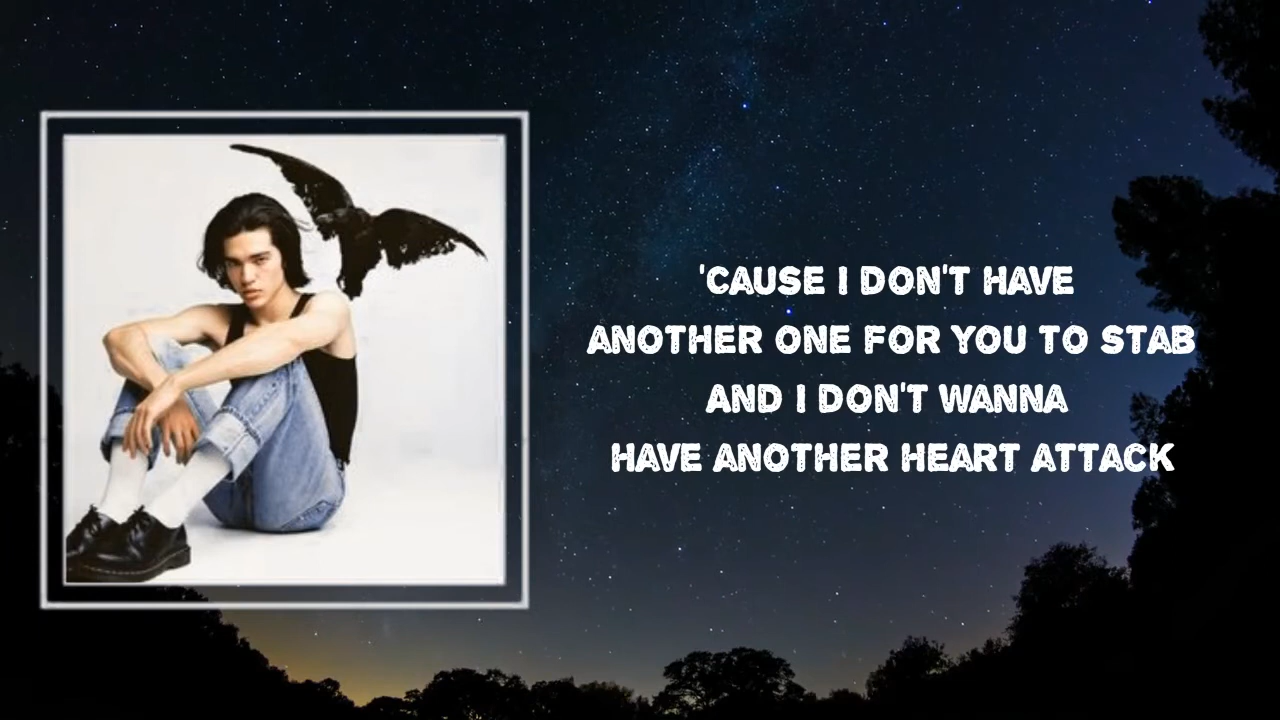 'CAUSE I DON'T HAVE
ANOTHER ONE FOR YOU TO STAB
AND I DON'T WANNA
HAVE ANOTHER HEART ATTACK